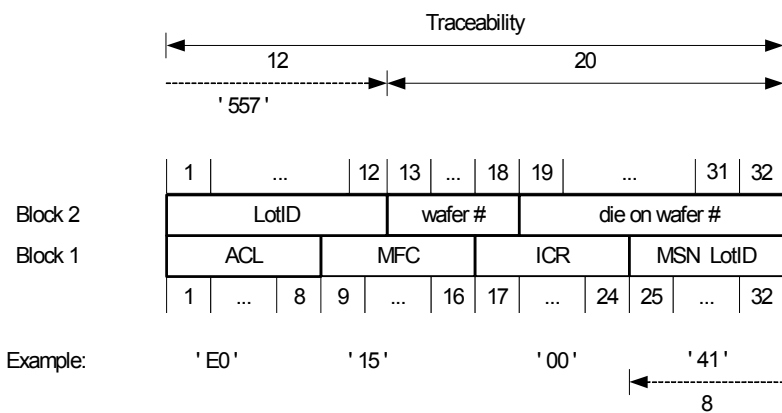 Traceability
12 20
' 557 '
1 ... 12 13 ... 18 19 ... 31 32
Block 2 LotID wafer # die on wafer #
Block 1 ACL MFC ICR MSN LotID
1 ... 8 9 ... 16 17 ... 24 25 ... 32
Example: ' E0 ' ' 15 ' ' 00 ' ' 41 '
8